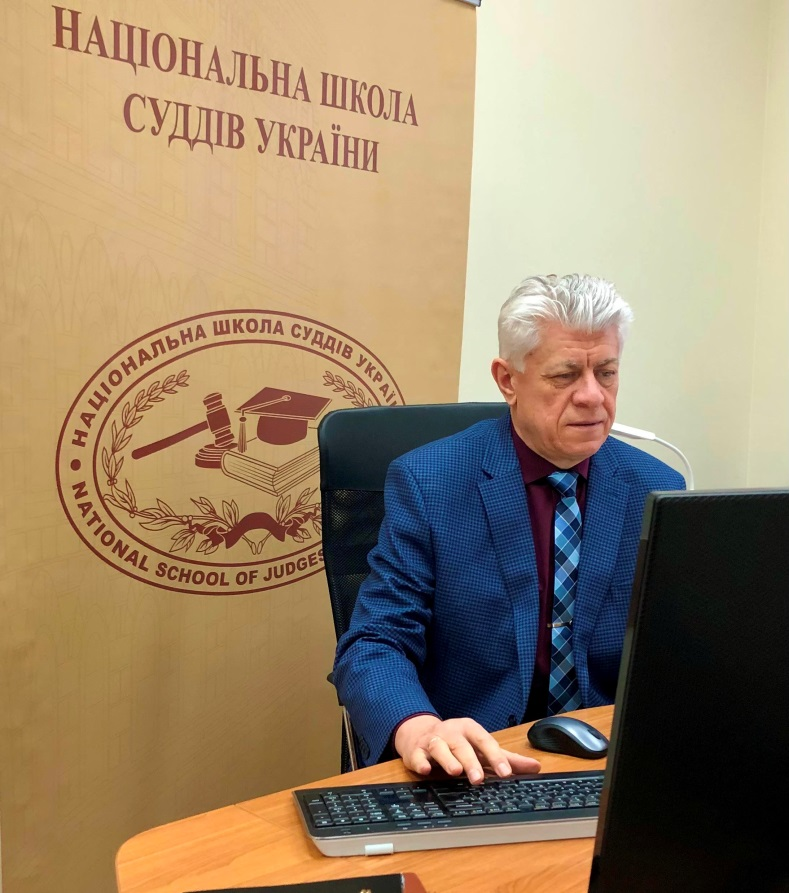 НАЦІОНАЛЬНА ШКОЛА
СУДДІВ УКРАЇНИ
НАЦІОНАЛЬНА ШКОЛА СУДДІВ
NATIONAL SCHOOL OF JUDGES